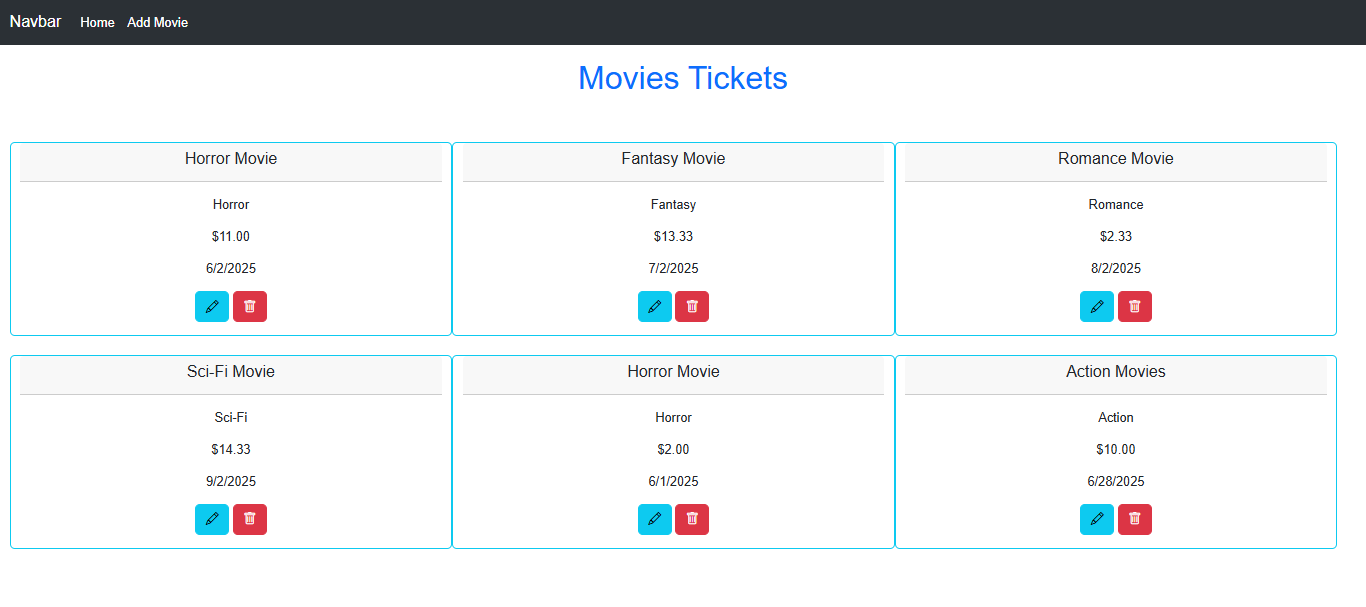 Navbar Home Add Movie
Movies Tickets
Horror Movie
Horror
$11.00
6/2/2025
Fantasy Movie
Fantasy
$13.33
7/2/2025
Romance Movie
Romance
$2.33
8/2/2025
Sci-Fi Movie
Sci-Fi
$14.33
9/2/2025
Horror Movie
Horror
$2.00
6/1/2025
Action Movies
Action
$10.00
6/28/2025